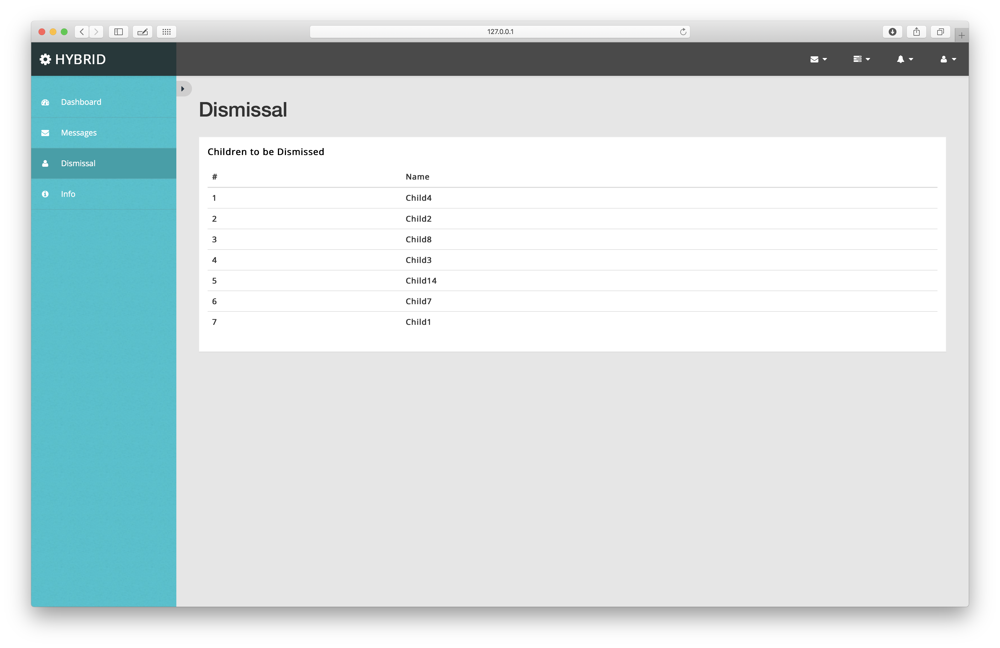 127.0.0.1
HYBRID
Dashboard
Messages
Dismissal
Info
Dismissal
Children to be Dismissed
# Name
1 Child4
2 Child2
3 Child8
4 Child3
5 Child14
6 Child7
7 Child1